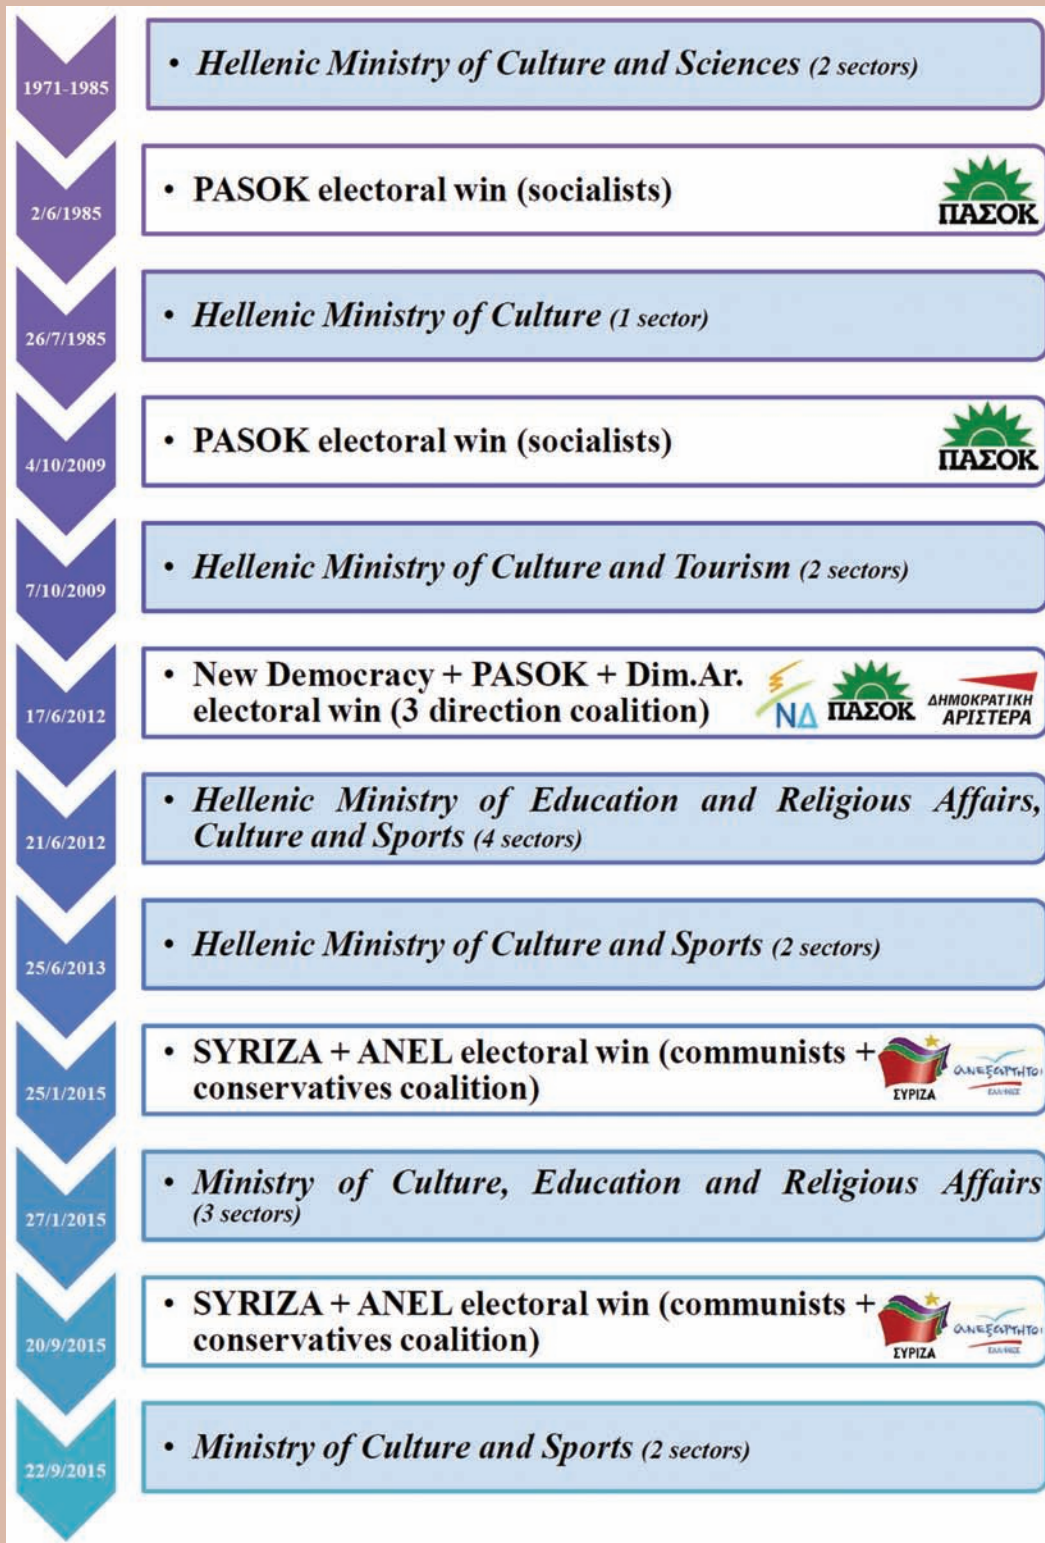 1971-1985
• Hellenic Ministry of Culture and Sciences (2 sectors)
2/6/1985
• PASOK electoral win (socialists)
ΠΑΣΟΚ
26/7/1985
• Hellenic Ministry of Culture (1 sector)
4/10/2009
• PASOK electoral win (socialists)
ΠΑΣΟΚ
7/10/2009
• Hellenic Ministry of Culture and Tourism (2 sectors)
17/6/2012
• New Democracy + PASOK + Dim.Ar.
electoral win (3 direction coalition)
ΝΔ
ΠΑΣΟΚ
ΔΗΜΟΚΡΑΤΙΚΗ
ΑΡΙΣΤΕΡΑ
21/6/2012
• Hellenic Ministry of Education and Religious Affairs,
Culture and Sports (4 sectors)
25/6/2013
• Hellenic Ministry of Culture and Sports (2 sectors)
25/1/2015
• SYRIZA + ANEL electoral win (communists +
conservatives coalition)
ΣΥΡΙΖΑ
ανεξάρτητοι
27/1/2015
• Ministry of Culture, Education and Religious Affairs
(3 sectors)
20/9/2015
• SYRIZA + ANEL electoral win (communists +
conservatives coalition)
ΣΥΡΙΖΑ
ανεξάρτητοι
22/9/2015
• Ministry of Culture and Sports (2 sectors)